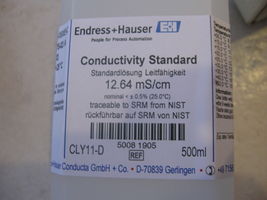 Endress+Hauser
People for Process Automation
Conductivity Standard
Standardlösung Leitfähigkeit
12.64 mS/cm
nominal < ± 0.5% (25.0°C)
traceable to SRM from NIST
rückführbar auf SRM von NIST
5008 1905
CLY11-D REF 500ml
Conducta GmbH + Co. • D-70839 Gerlingen •